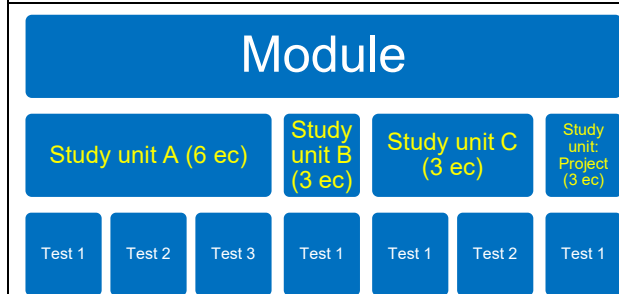 Module
Study unit A (6 ec)
Study
unit B
(3 ec)
Study unit C
(3 ec)
Study
unit:
Project
(3 ec)
Test 1
Test 2
Test 3
Test 1
Test 1
Test 2
Test 1